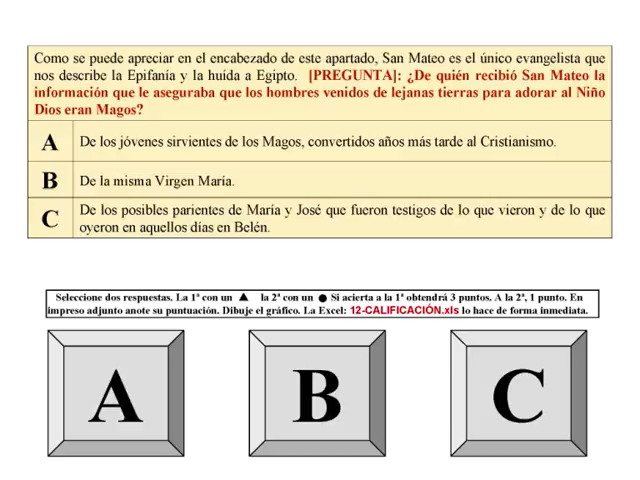 Como se puede apreciar en el encabezado de este apartado, San Mateo es el único evangelista que
nos describe la Epifanía y la huida a Egipto. [PREGUNTA]: ¿De quién recibió San Mateo la
información que le aseguraba que los hombres venidos de lejanas tierras para adorar al Niño
Dios eran Magos?
A De los jóvenes sirvientes de los Magos, convertidos años más tarde al Cristianismo.
B De la misma Virgen María.
C De los posibles parientes de María y José que fueron testigos de lo que vieron y de lo que
oyeron en aquellos días en Belén.
Seleccione dos respuestas. La 1ª con un ▲ la 2ª con un ● Si acierta a la 1ª obtendrá 3 puntos. A la 2ª, 1 punto. En
impreso adjunto anote su puntuación. Dibuje el gráfico. La Excel: 12-CALIFICACIÓN.xls lo hace de forma inmediata.
A B C